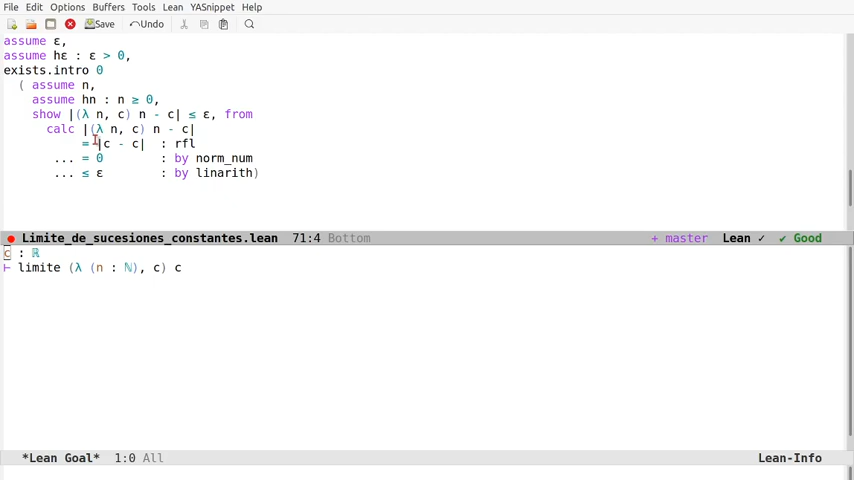 File Edit Options Buffers Tools Lean YASnippet Help
Save Undo
assume ε,
assume hε : ε > 0,
exists.intro 0
( assume n,
assume hn : n ≥ 0,
show |(λ n, c) n - c| ≤ ε, from
calc |(λ n, c) n - c|
= |c - c| : rfl
... = 0 : by norm_num
... ≤ ε : by linarith)
Limite_de_sucesiones_constantes.lean 71:4 Bottom + master Lean ✓ ✔ Good
c : ℝ
⊢ limite (λ (n : ℕ), c) c
*Lean Goal* 1:0 All Lean-Info